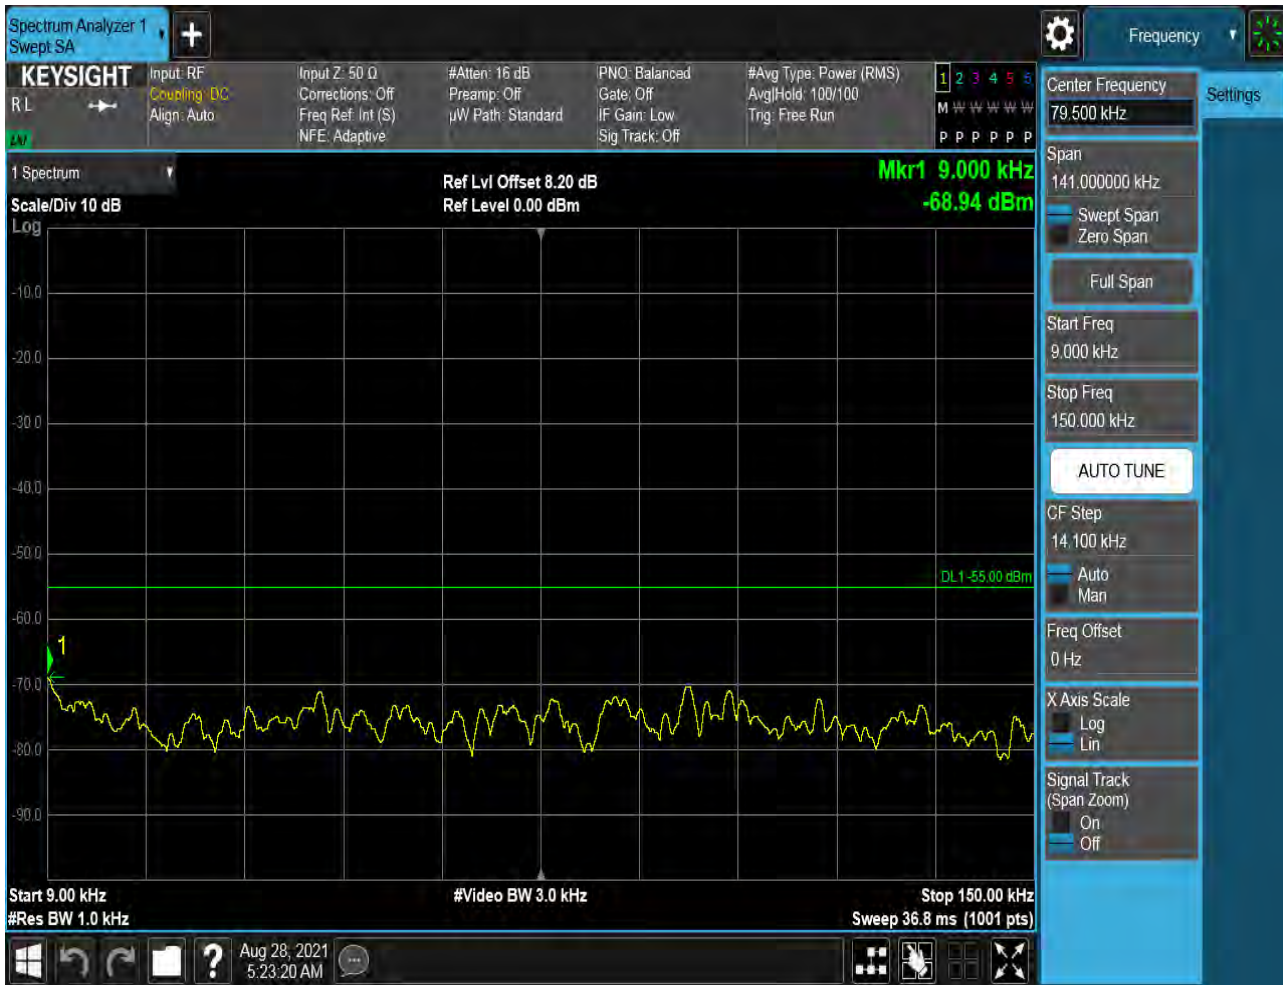 Spectrum Analyzer 1
Swept SA
Frequency
KEYSIGHT
R L
LXI
Input: RF
Coupling: DC
Align: Auto
Input Z: 50 Ω
Corrections: Off
Freq Ref: Int (S)
NFE: Adaptive
#Atten: 16 dB
Preamp: Off
µW Path: Standard
PNO: Balanced
Gate: Off
IF Gain: Low
Sig Track: Off
#Avg Type: Power (RMS)
Avg|Hold: 100/100
Trig: Free Run
1 2 3 4 5 6
M W W W W W
P P P P P P
1 Spectrum
Scale/Div 10 dB
Log
Ref Lvl Offset 8.20 dB
Ref Level 0.00 dBm
Mkr1 9.000 kHz
-68.94 dBm
-10.0
-20.0
-30.0
-40.0
-50.0
-60.0
-70.0
-80.0
-90.0
DL1 -55.00 dBm
1
Start 9.00 kHz
#Res BW 1.0 kHz
#Video BW 3.0 kHz
Stop 150.00 kHz
Sweep 36.8 ms (1001 pts)
Center Frequency
79.500 kHz
Settings
Span
141.000000 kHz
Swept Span
Zero Span
Full Span
Start Freq
9.000 kHz
Stop Freq
150.000 kHz
AUTO TUNE
CF Step
14.100 kHz
Auto
Man
Freq Offset
0 Hz
X Axis Scale
Log
Lin
Signal Track
(Span Zoom)
On
Off
?
Aug 28, 2021
5:23:20 AM